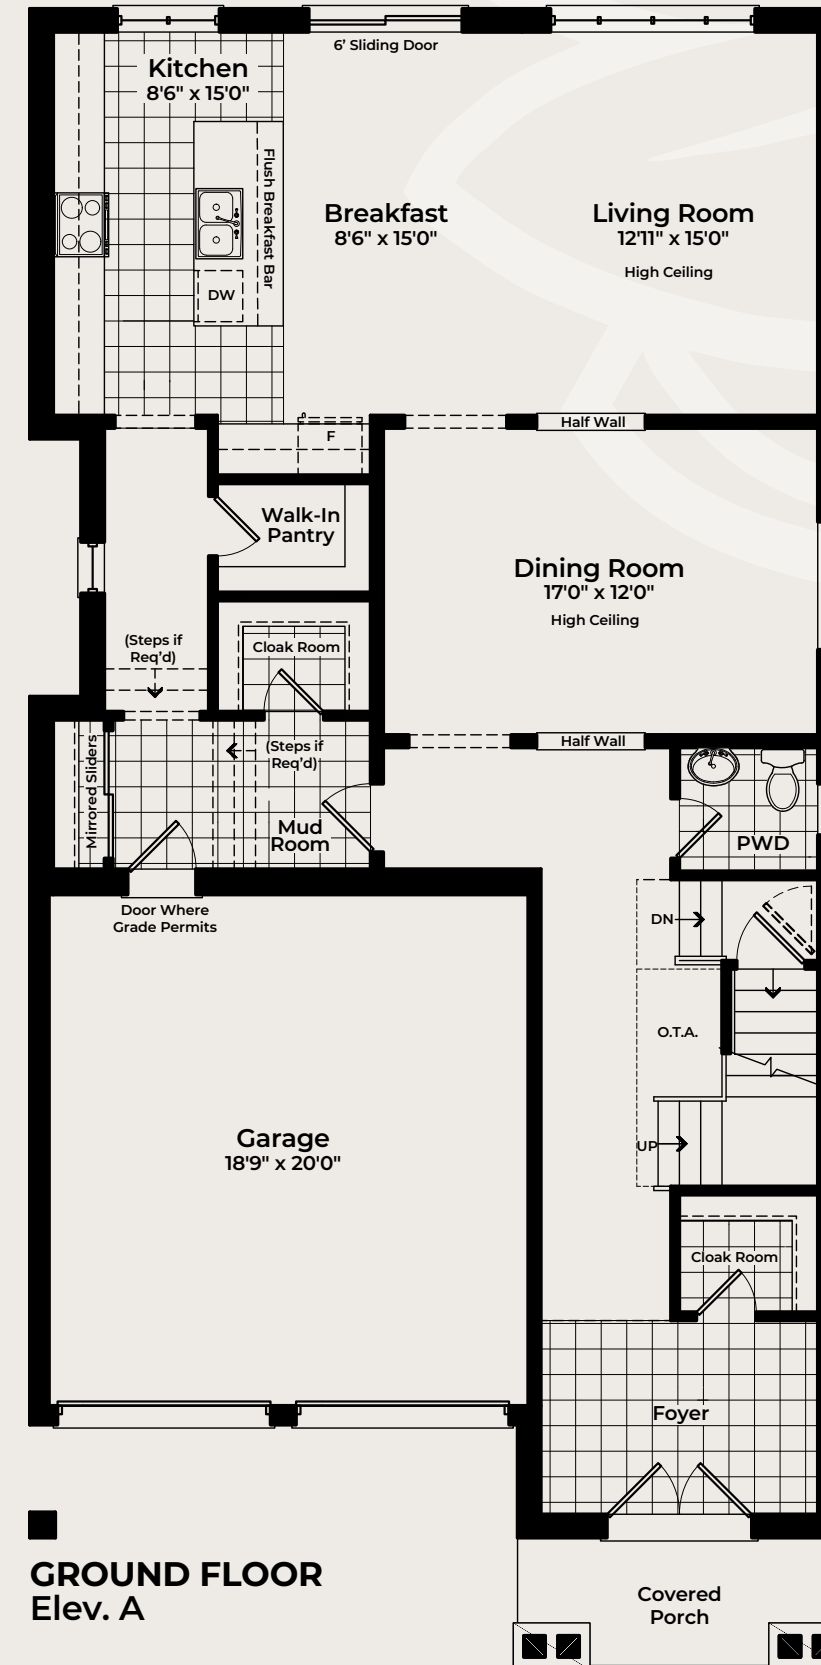 6' Sliding Door
Kitchen
8'6" x 15'0"
Flush Breakfast Bar
DW
Breakfast
8'6" x 15'0"
Living Room
12'11" x 15'0"
High Ceiling
F
Half Wall
Walk-In
Pantry
Dining Room
17'0" x 12'0"
High Ceiling
(Steps if
Req'd)
Cloak Room
Mirrored Sliders
(Steps if
Req'd)
Mud
Room
Half Wall
PWD
Door Where
Grade Permits
DN
O.T.A.
UP
Garage
18'9" x 20'0"
Cloak Room
Foyer
GROUND FLOOR
Elev. A
Covered
Porch